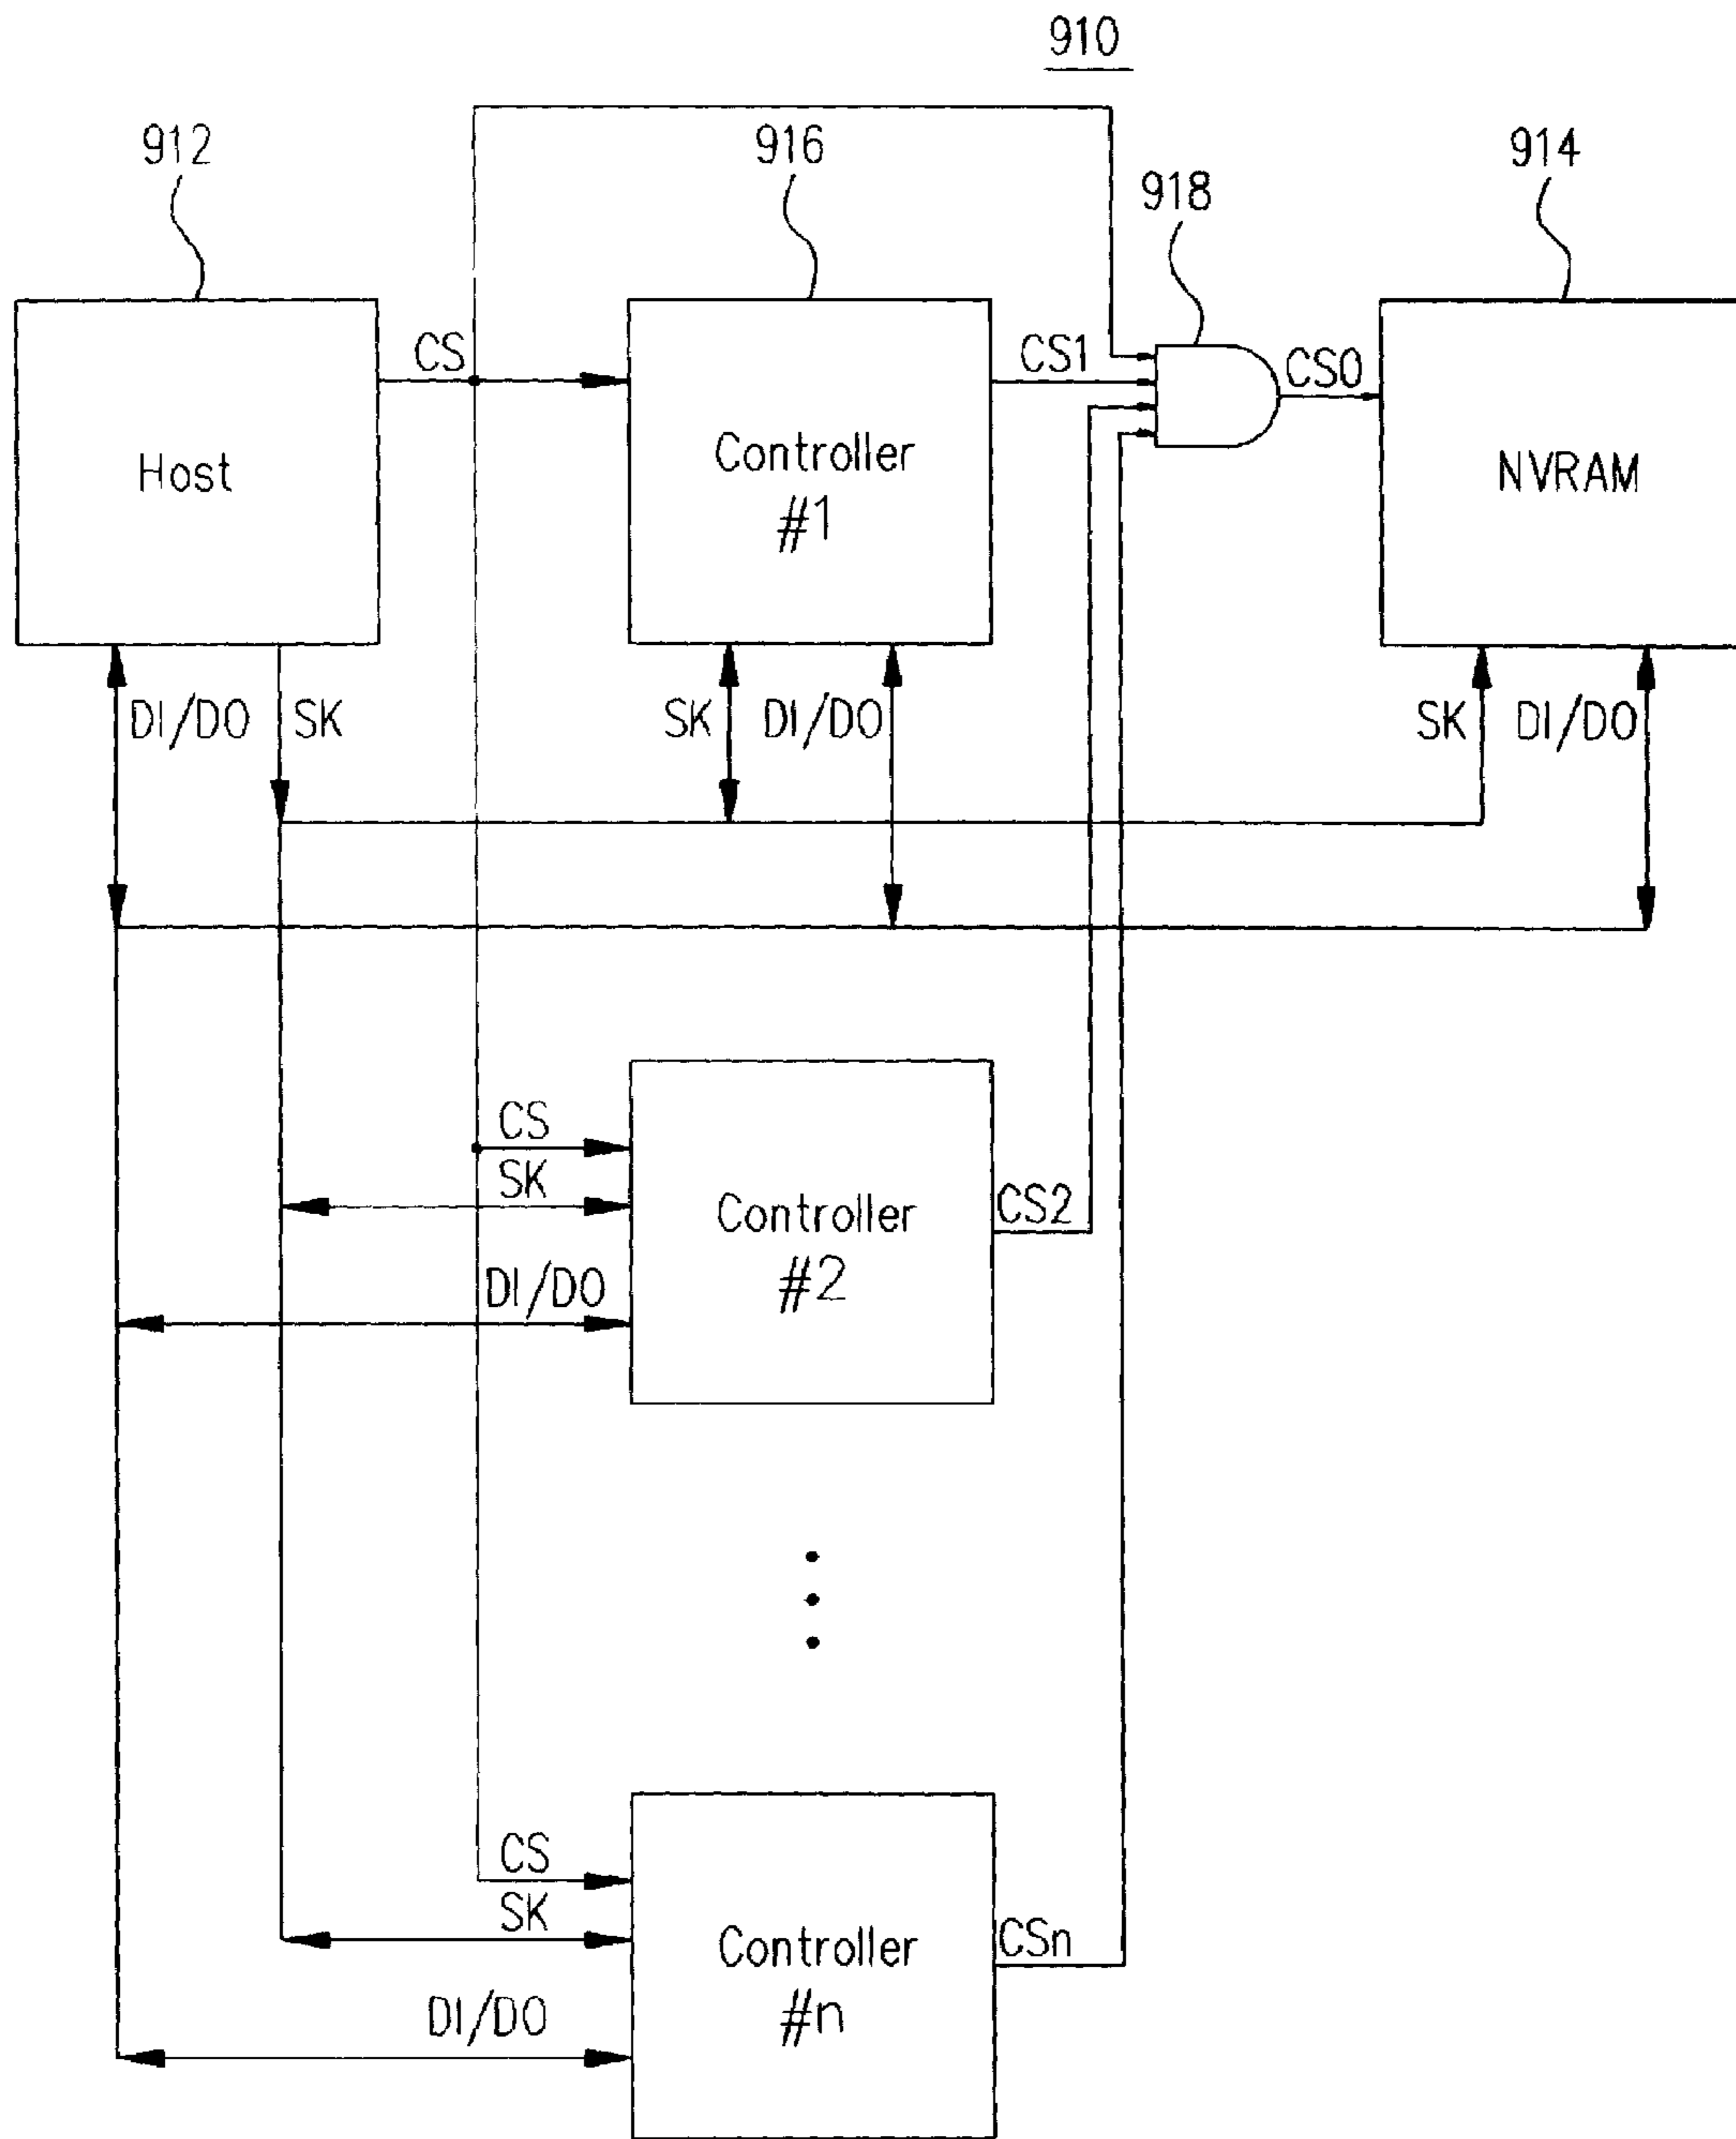 910
912
916
914
918
CS
CS1
CS0
Host
Controller
#1
NVRAM
DI/DO
SK
SK
DI/DO
SK
DI/DO
CS
SK
DI/DO
Controller
#2
CS2
CS
SK
DI/DO
Controller
#n
CSn